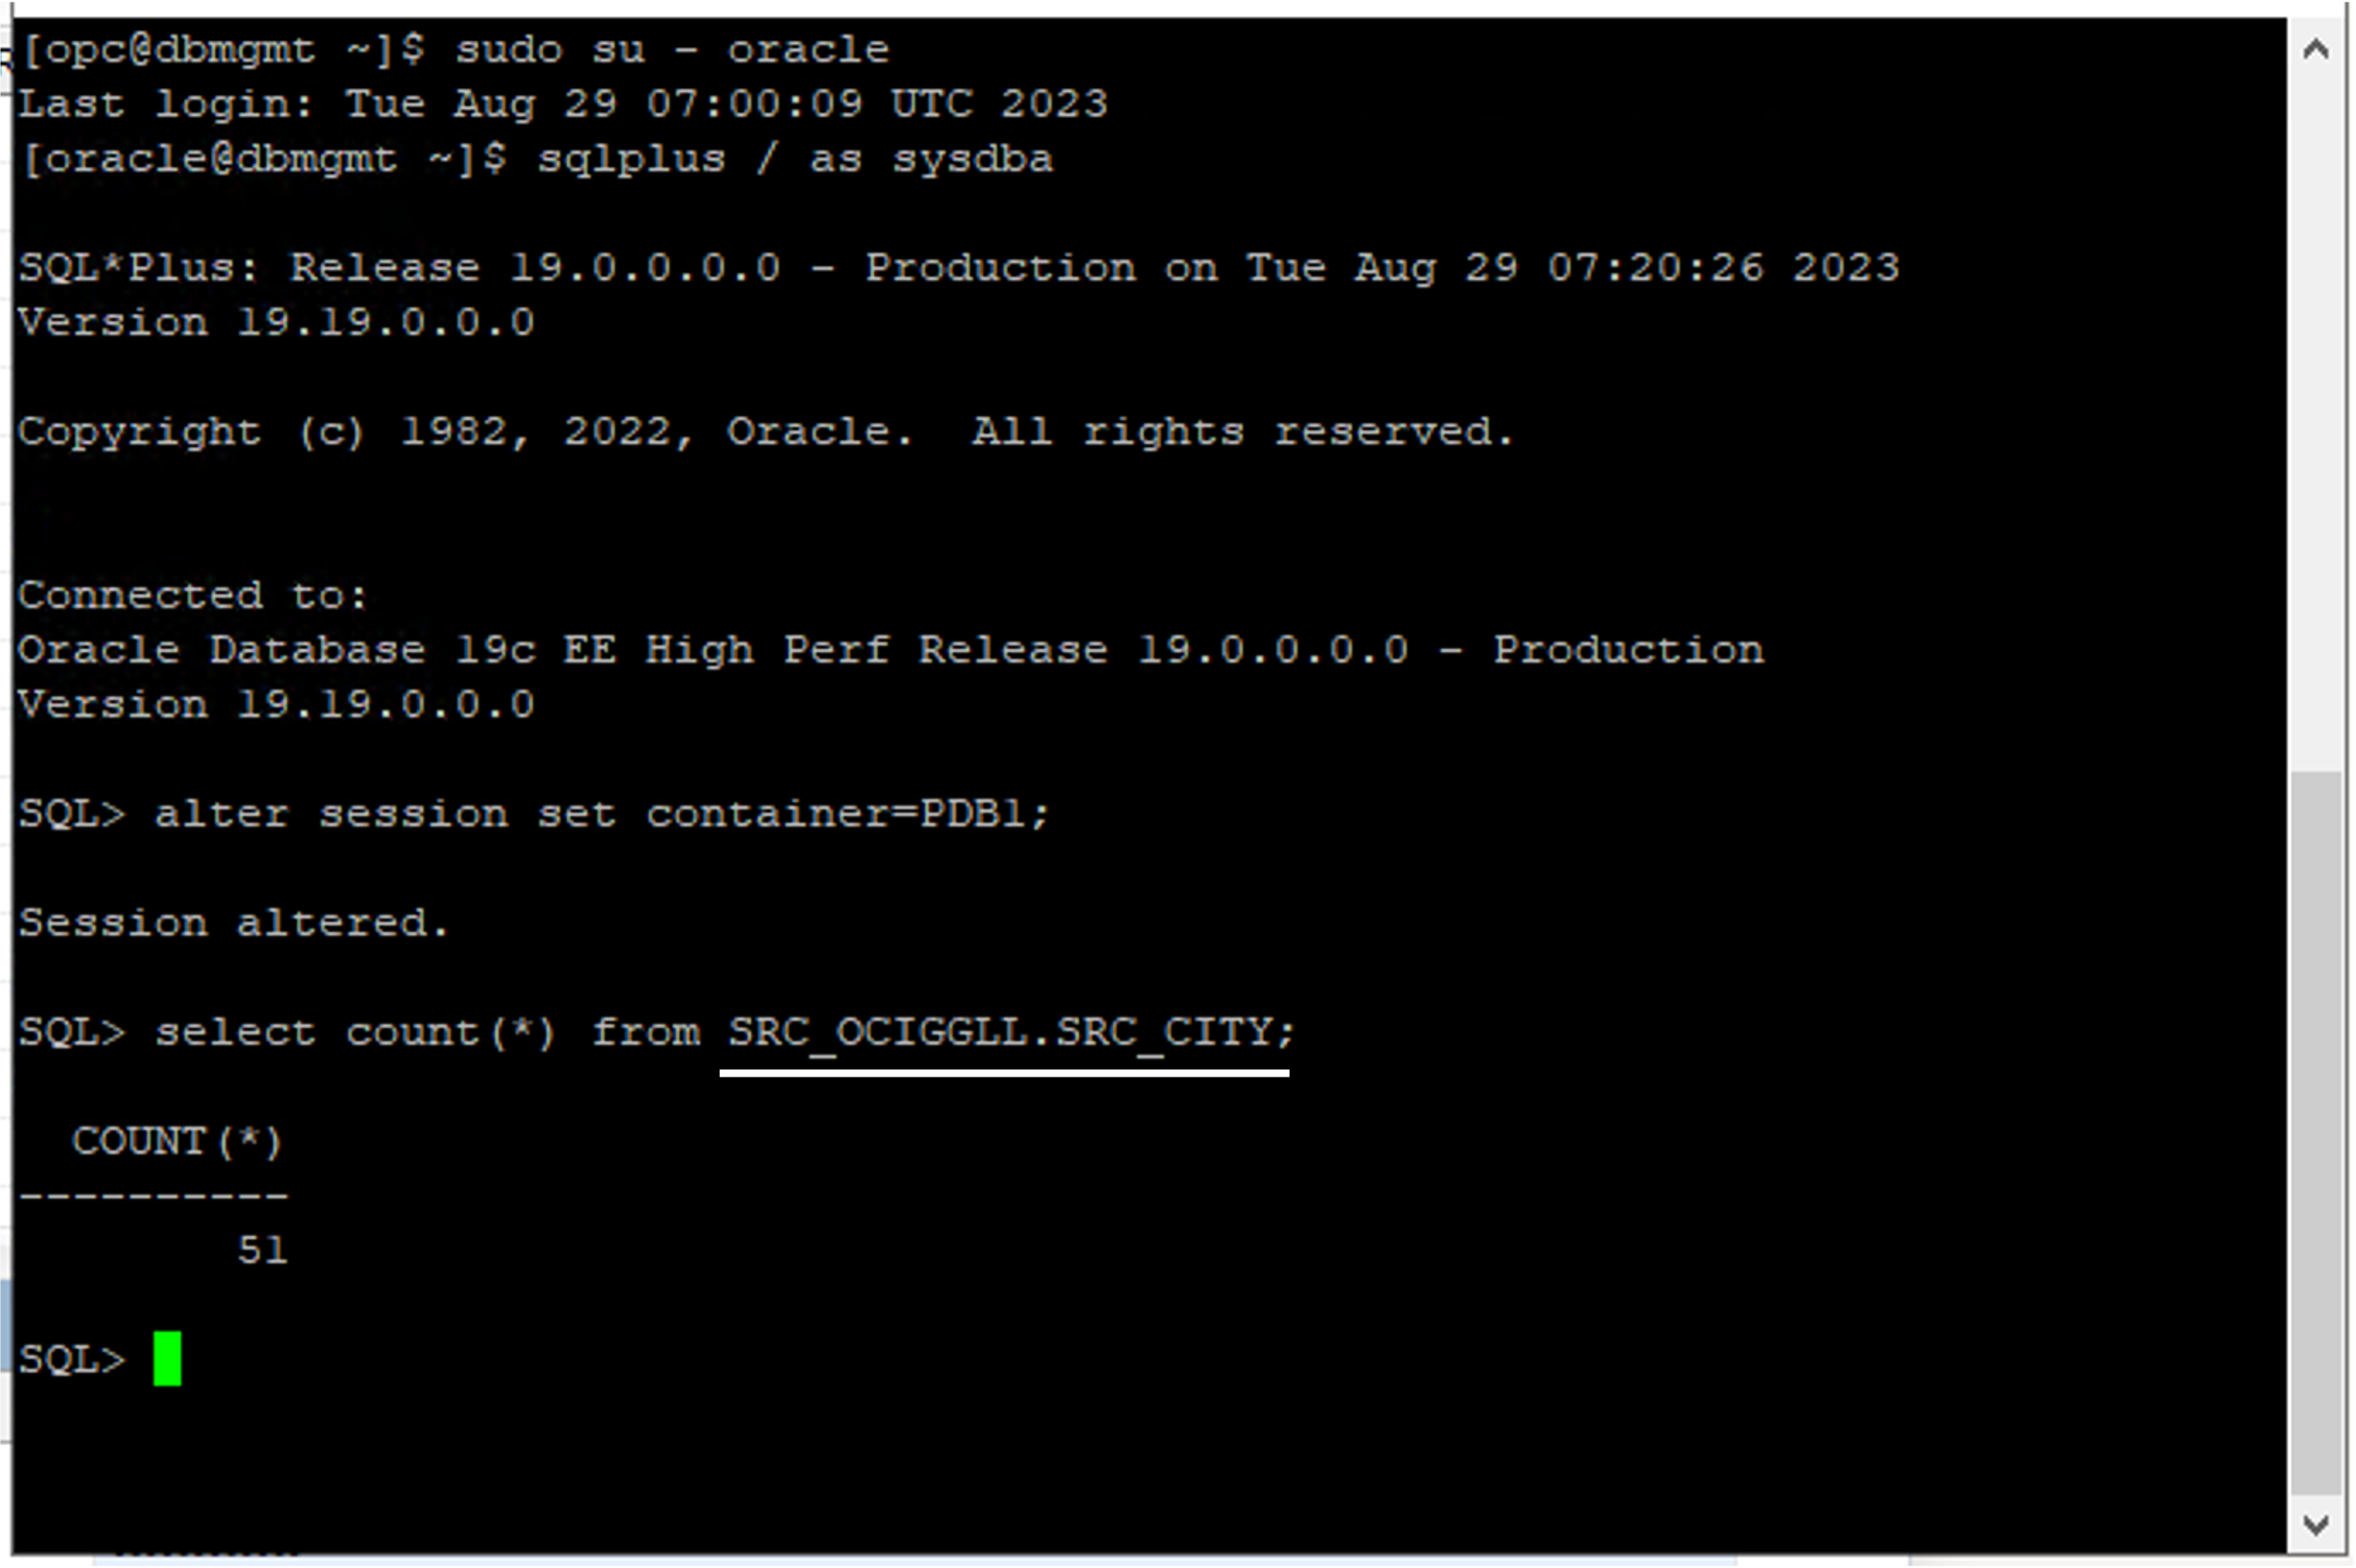 [opc@dbmgmt ~]$ sudo su - oracle
Last login: Tue Aug 29 07:00:09 UTC 2023
[oracle@dbmgmt ~]$ sqlplus / as sysdba
SQL*Plus: Release 19.0.0.0.0 - Production on Tue Aug 29 07:20:26 2023
Version 19.19.0.0.0
Copyright (c) 1982, 2022, Oracle.  All rights reserved.
Connected to:
Oracle Database 19c EE High Perf Release 19.0.0.0.0 - Production
Version 19.19.0.0.0
SQL> alter session set container=PDB1;
Session altered.
SQL> select count(*) from SRC_OCIGGLL.SRC_CITY;
COUNT(*)
----------
51
SQL>